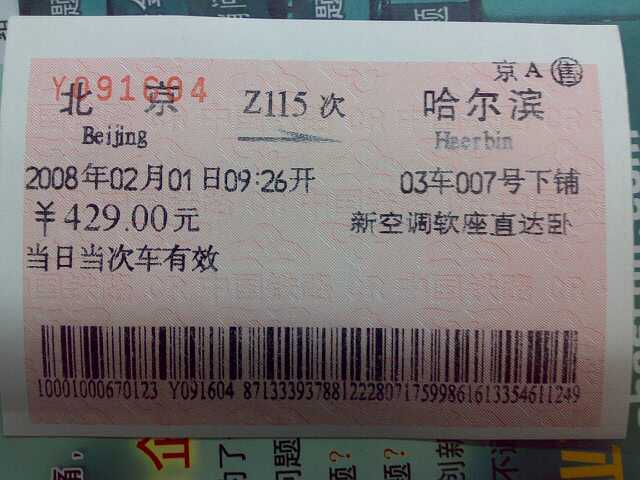 京A 售
Y091604
北 京 Z115次 哈尔滨
Beijing Haerbin
2008年02月01日09:26开 03车007号下铺
￥429.00元 新空调软座直达卧
当日当次车有效
10001000670123 Y091604 871333937881222807175998616133546​11249